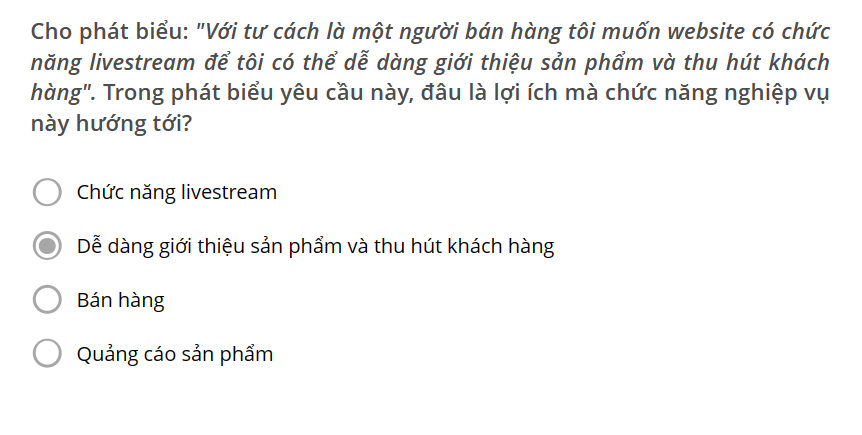 Cho phát biểu: "Với tư cách là một người bán hàng tôi muốn website có chức
năng livestream để tôi có thể dễ dàng giới thiệu sản phẩm và thu hút khách
hàng". Trong phát biểu yêu cầu này, đâu là lợi ích mà chức năng nghiệp vụ
này hướng tới?
Chức năng livestream
Dễ dàng giới thiệu sản phẩm và thu hút khách hàng
Bán hàng
Quảng cáo sản phẩm